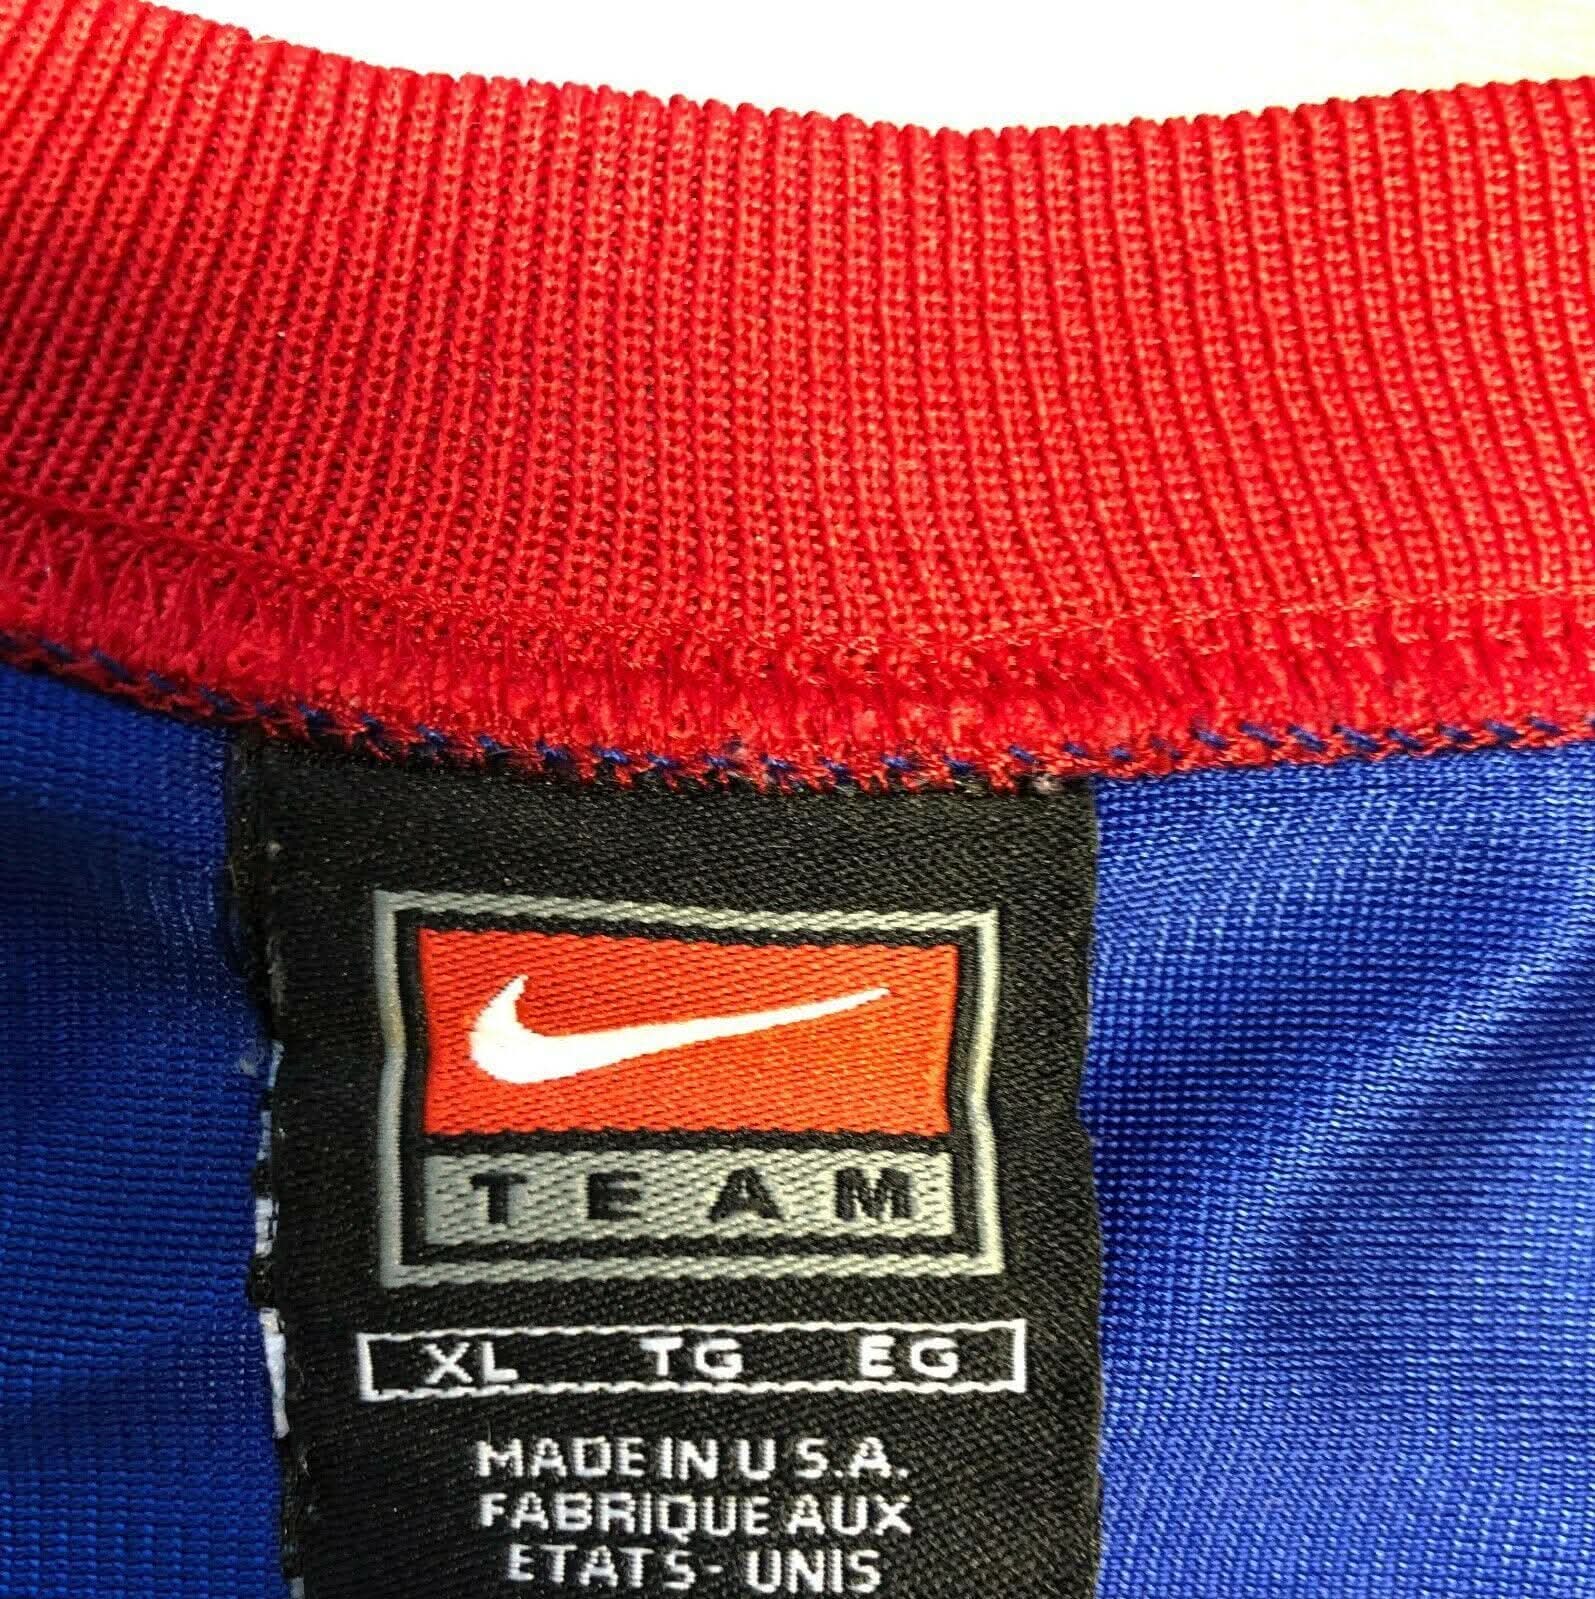 TEAM
XL TG EG
MADE IN U.S.A.
FABRIQUE AUX
ETATS-UNIS